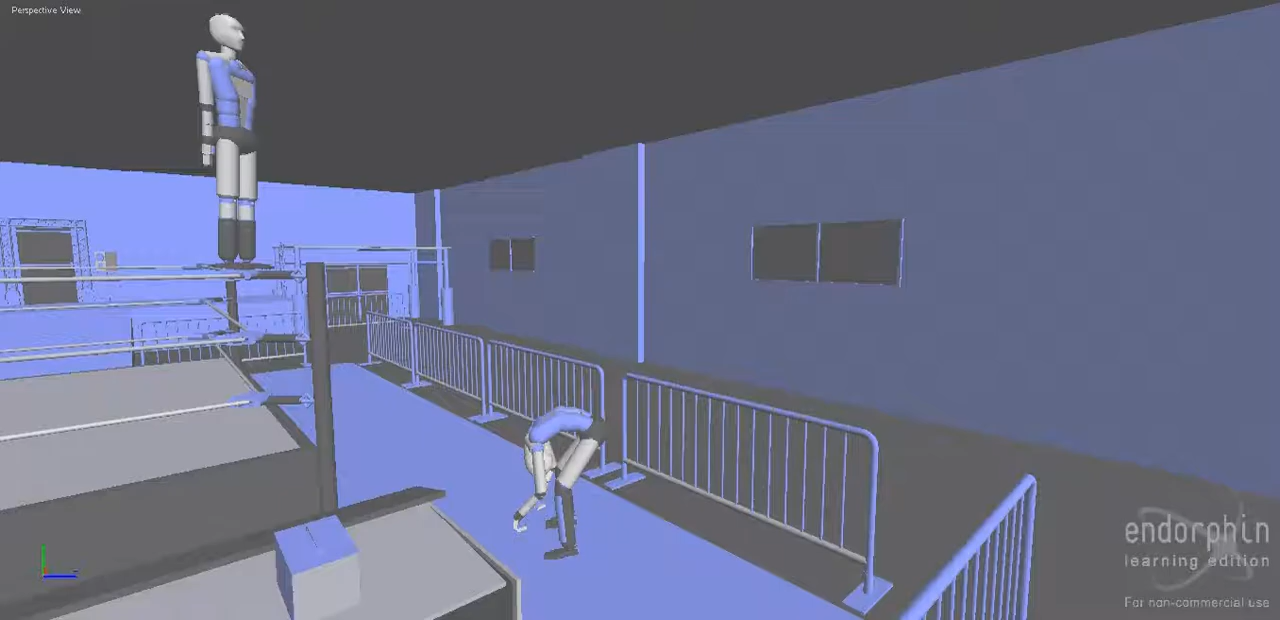 Perspective View
endorphin
learning edition
For non-commercial use